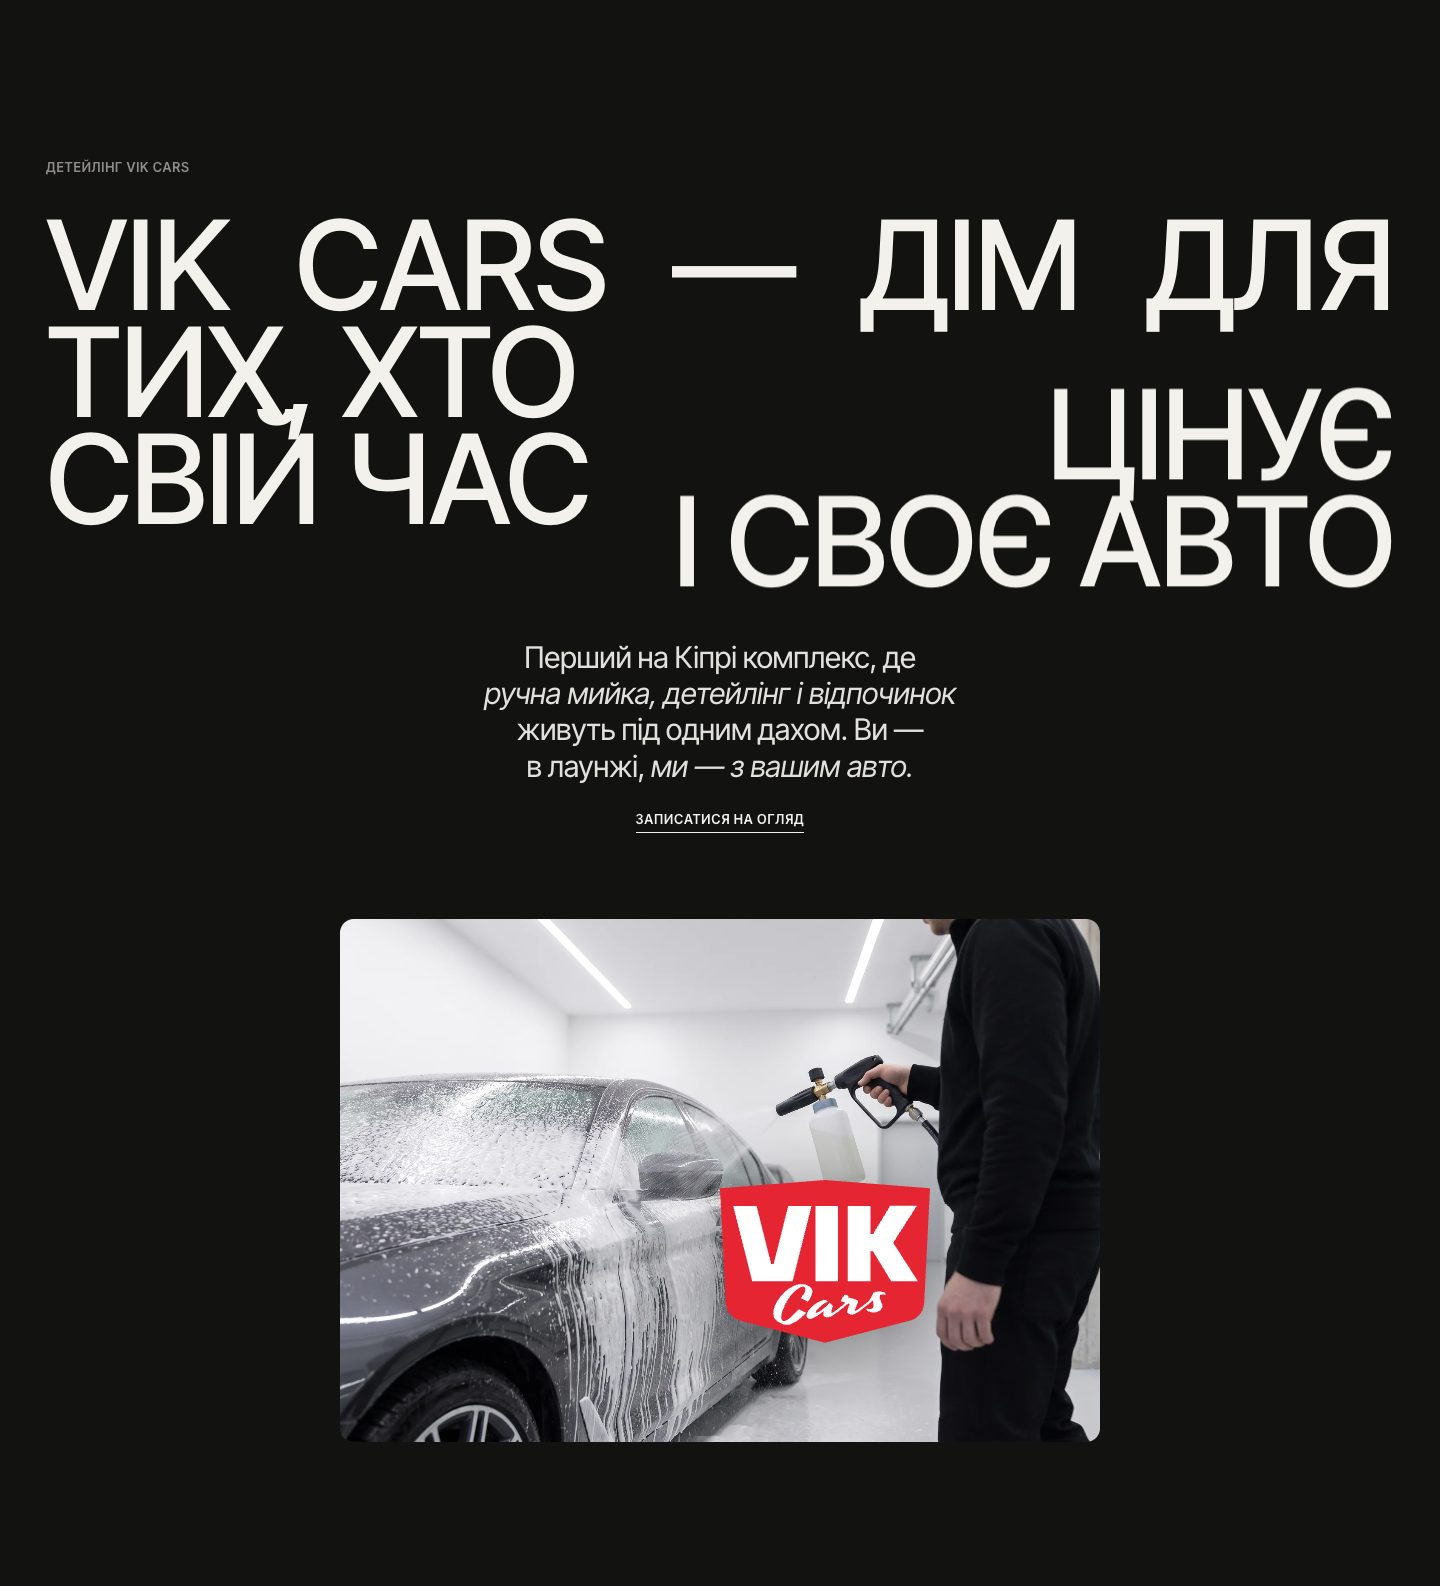 ДЕТЕЙЛІНГ VIK CARS
VIK CARS — ДІМ ДЛЯ
ТИХ, ХТО
ЦІНУЄ
СВІЙ ЧАС
І СВОЄ АВТО
Перший на Кіпрі комплекс, де
ручна мийка, детейлінг і відпочинок
живуть під одним дахом. Ви —
в лаунжі, ми — з вашим авто.
ЗАПИСАТИСЯ НА ОГЛЯД
VIK
Cars